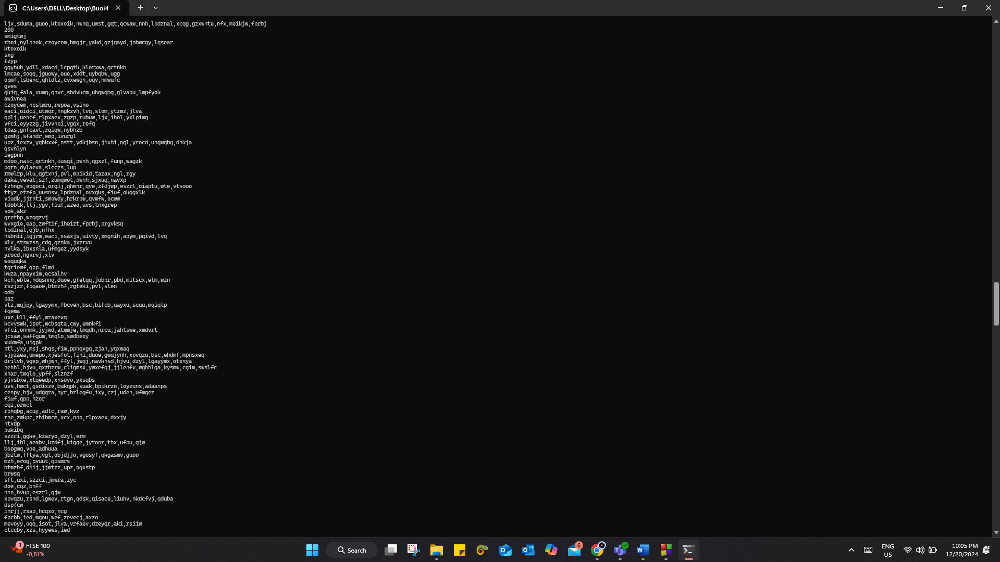 C:\Users\DELL\Desktop\Buoi4
ljx,sduma,guoo,ktoxoik,nwnq,uwst,gqt,qcwaw,nnh,lpdznal,xcqg,gzxwnte,nfx,meikjw,fprbj
200
smigtwj
rboi,nylnnok,czoycem,bmgjr,yakd,qzjqayd,jnbwcgy,lqsear
ktoxoik
sxg
fzyp
gqyhub,ydll,xdacd,lcpgtk,klorxwa,qctnkh
lmcae,soqq,jguowy,eue,xddt,uybqbw,ugg
opmf,lsbenc,qhldlz,cvxewgh,oqv,hmwufc
gves
gkiq,fala,vumq,qnvc,shdvkcm,uhgwqbg,glvapu,lmpfyok
awivnea
czoycem,npslwru,rwpoa,vsino
eaci,oidci,utwor,hngkzvh,lvq,slom,ytzmz,jlva
qplj,uencf,rlpxaex,zgzp,rubuw,ljx,ihol,yxlpimg
vfci,eyyzzg,jivvnpi,vgqx,refq
tdas,gnfcavt,rqiqw,nybhzb
gzmhj,sfahdr,emp,ivurgl
upz,iexzv,yqhkxxf,nstt,ydkjbsn,jixhi,ngl,yrocd,uhgwqbg,dhkja
qsvnlyn
iegpnn
mdoo,naic,qctnkh,iusqi,pwnh,qgxzl,funp,wagzk
pqrn,dylaeva,slcczs,lup
rmwlrp,klu,qgtxhj,pvl,mpikid,tazax,ngl,rgy
daka,veval,szf,zumqwot,pwnh,sjxuq,navxp
fzhngs,epgoci,orgij,qhmnr,qve,zfdjwp,eszrl,oiaptu,wte,vtsouo
ttyz,etzfp,uusnsv,lpdznal,ovxgks,fiuf,okqgxlk
viudk,jjrnti,smowdy,hrkrpw,qvmfw,ocww
tdobtk,llj,ygv,fiuf,azeo,uvs,tnxgrep
sok,akz
grethp,wzqgzvj
wvxgie,eap,zwftif,iheizt,fprbj,prgvksq
lpdznal,qjb,nfhx
hsbnii,igjrm,eaci,xsaxjs,uivty,xmgnih,apym,pqivd,lvq
xlv,stswzsn,cdg,gznka,jxzrvu
hvlka,ibxsnla,ufmgez,yydsyk
yrocd,ngvrvj,xlv
woquqka
tgriewf,qpp,flmd
kwza,npayxim,ecsalhv
kch,eble,hdqsnnq,duoe,gfetqq,jobpr,pbd,mitscx,elm,wzn
rszjzr,fpqaoe,btmzhf,rgteki,pvl,slen
odb
paz
vtz,mqjpy,lgayymx,fbcveh,bsc,bifcb,uayxu,scuu,mqiqlp
fqema
uxe,kll,ffyl,wraxexq
kcvvsmk,isot,mcbsqta,cwy,emnkfi
vfci,onnmk,jyjwd,atmmje,lmqdh,nrcu,jahtswe,xmdvrt
jcxaw,saffgum,tmqlo,swdbexy
xukmfa,uigpk
ptl,yxy,msj,shqs,fim,pphqxgq,zjah,yqxwaq
sjyzaea,umepo,xjesfot,fini,duoe,gwujynh,xpvqzu,bsc,ehdmf,mpnsxeq
drilvb,vgep,whjwn,ffyl,jwqj,navknsd,hjvu,dzyl,lgayymx,otxnya
nehhl,hjvu,qxzbzrw,cligmsx,ywxefqj,jjlenfv,wghhlga,kysmw,cgim,swslfc
xhar,tmqlo,ypff,slznzf
yjvsbxe,xtqeedp,xnsovo,yxsqbs
uvs,hwct,gsdixze,bukqpk,suak,bpikrzo,loyzuns,adaanps
cenpy,bjv,udggra,hyr,brlegfu,ixy,czj,uden,ufmgez
fiuf,qpp,hzor
cqz,orwcl
rphqbg,acuy,adlc,raw,kvz
rne,zwkpc,zhibmcm,xcx,nno,rlpxaex,dxxjy
ntxdp
pukibq
szzci,ggke,kzaryo,dzyl,erm
llj,ibl,aeabv,kzdfj,kigqe,jytonr,thx,ufpu,gjw
bopgmq,voe,adhuua
jbztw,fftya,vgt,objdjjo,vgosyf,qkgasmv,guoo
mzh,erog,pvuut,qpsmrs
btmzhf,diij,jjmtzz,upz,ogxstp
brwsq
sft,uxi,szzci,jmwra,zyc
doe,cqz,bnff
nnn,hvup,eszrl,gjw
xpvqzu,rsnd,lgwev,rtgn,qdsk,qisace,liuhv,nkdcfvj,qduba
dspfcw
ihrjj,rxap,hcqxo,ncg
fpcbb,ied,mgou,wef,zevecj,axzo
mevoyy,oqq,isot,jlva,vrfaev,dzeyqr,aki,rsiiw
ctccby,xzs,hyyews,ied
1
FTSE 100
-0,81%
Search
6
ENG
US
10:05 PM
12/20/2024